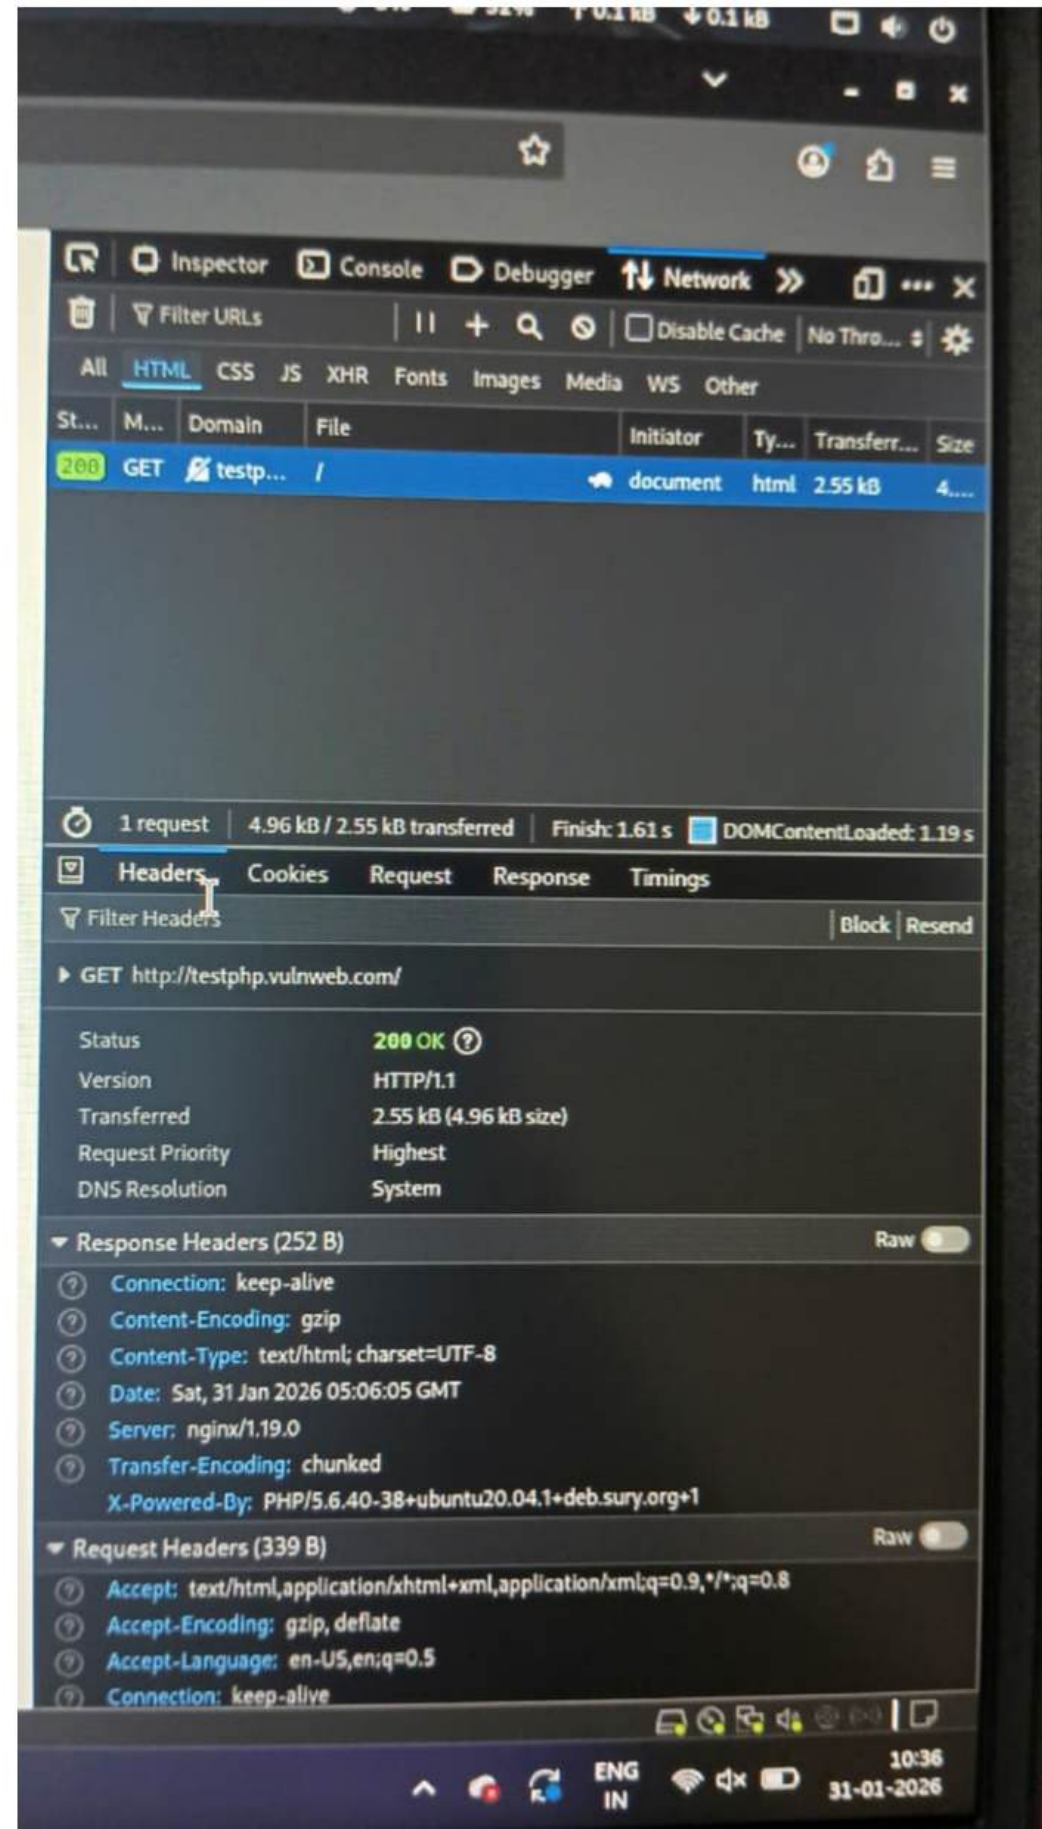 0.1 kB 0.1 kB
Inspector Console Debugger Network
Filter URLs Disable Cache No Thro...
All HTML CSS JS XHR Fonts Images Media WS Other
St... M... Domain File Initiator Ty... Transferr... Size
200 GET testp... / document html 2.55 kB 4....
1 request 4.96 kB / 2.55 kB transferred Finish: 1.61 s DOMContentLoaded: 1.19 s
Headers Cookies Request Response Timings
Filter Headers Block Resend
GET http://testphp.vulnweb.com/
Status 200 OK
Version HTTP/1.1
Transferred 2.55 kB (4.96 kB size)
Request Priority Highest
DNS Resolution System
Response Headers (252 B) Raw
Connection: keep-alive
Content-Encoding: gzip
Content-Type: text/html; charset=UTF-8
Date: Sat, 31 Jan 2026 05:06:05 GMT
Server: nginx/1.19.0
Transfer-Encoding: chunked
X-Powered-By: PHP/5.6.40-38+ubuntu20.04.1+deb.sury.org+1
Request Headers (339 B) Raw
Accept: text/html,application/xhtml+xml,application/xml;q=0.9,*/*;q=0.8
Accept-Encoding: gzip, deflate
Accept-Language: en-US,en;q=0.5
Connection: keep-alive
ENG 10:36
IN 31-01-2026